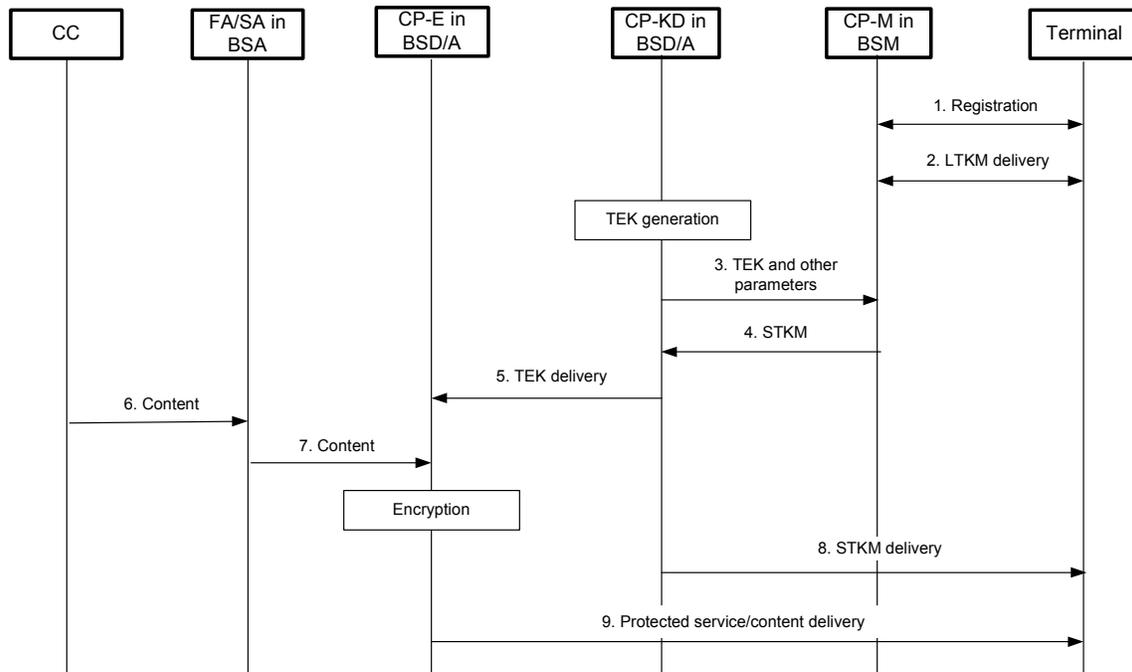 CC
FA/SA in
BSA
CP-E in
BSD/A
CP-KD in
BSD/A
CP-M in
BSM
Terminal
1. Registration
2. LTKM delivery
TEK generation
3. TEK and other
parameters
4. STKM
5. TEK delivery
6. Content
7. Content
Encryption
8. STKM delivery
9. Protected service/content delivery